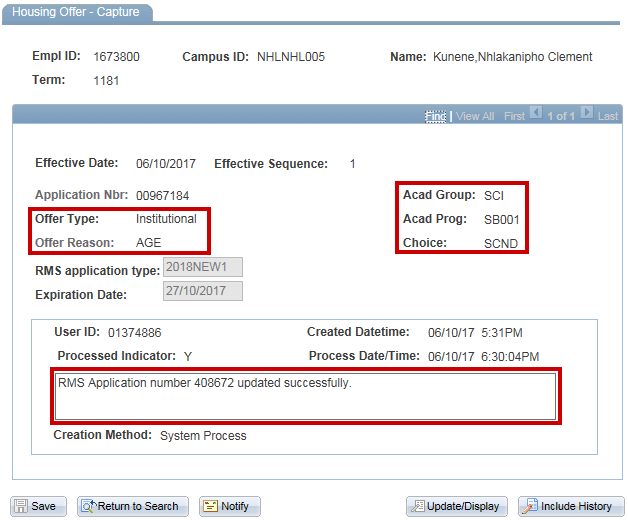 Housing Offer - Capture
Empl ID: 1673800 Campus ID: NHLNHL005 Name: Kunene,Nhlakanipho Clement
Term: 1181
Find | View All First 1 of 1 Last
Effective Date: 06/10/2017 Effective Sequence: 1
Application Nbr: 00967184 Acad Group: SCI
Offer Type: Institutional Acad Prog: SB001
Offer Reason: AGE Choice: SCND
RMS application type: 2018NEW1
Expiration Date: 27/10/2017
User ID: 01374886 Created Datetime: 06/10/17 5:31PM
Processed Indicator: Y Process Date/Time: 06/10/17 6:30:04PM
RMS Application number 408672 updated successfully.
Creation Method: System Process
Save Return to Search Notify Update/Display Include History